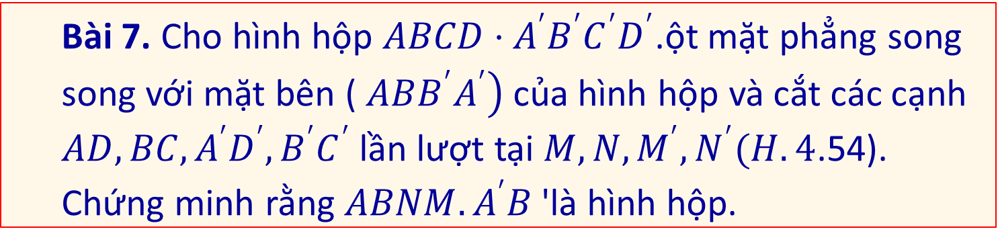 Bài 7. Cho hình hộp ABCD · A′B′C′D′.ột mặt phẳng song
song với mặt bên ( ABB′A′) của hình hộp và cắt các cạnh
AD, BC, A′D′, B′C′ lần lượt tại M, N, M′, N′(H. 4.54).
Chứng minh rằng ABNM. A′B 'là hình hộp.